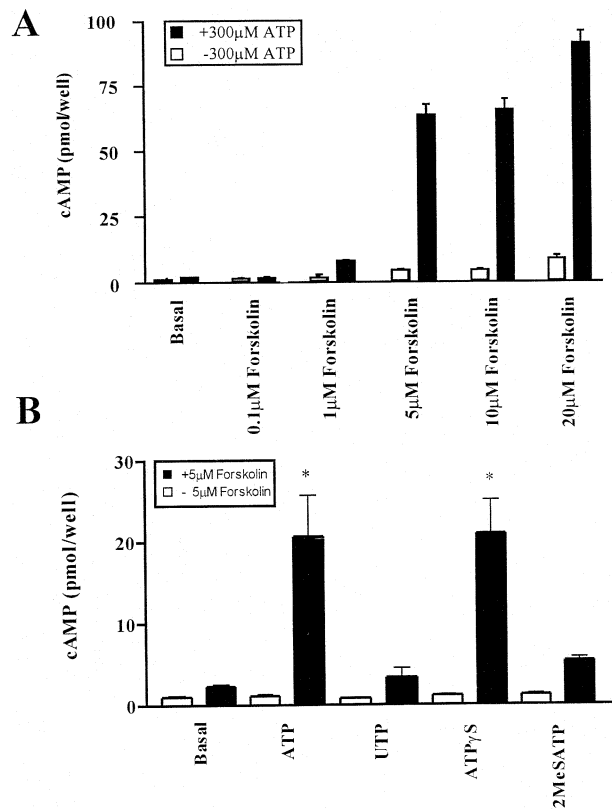 A
100
+300µM ATP
-300µM ATP
75
cAMP (pmol/well)
50
25
0
Basal
0.1µM Forskolin
1µM Forskolin
5µM Forskolin
10µM Forskolin
20µM Forskolin
B
30
+5µM Forskolin
- 5µM Forskolin
*
*
20
cAMP (pmol/well)
10
0
Basal
ATP
UTP
ATPγS
2MeSATP